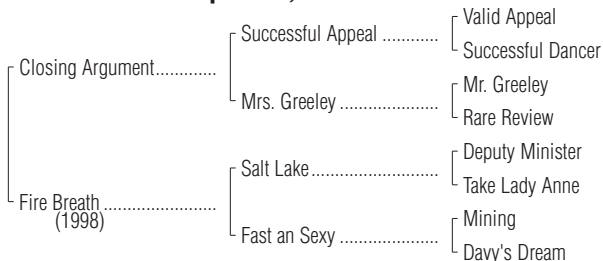 Valid Appeal
Successful Appeal ............
Successful Dancer
Closing Argument.............
Mr. Greeley
Mrs. Greeley .....................
Rare Review
Deputy Minister
Salt Lake...........................
Take Lady Anne
Fire Breath ........................
(1998)
Mining
Fast an Sexy .....................
Davy's Dream